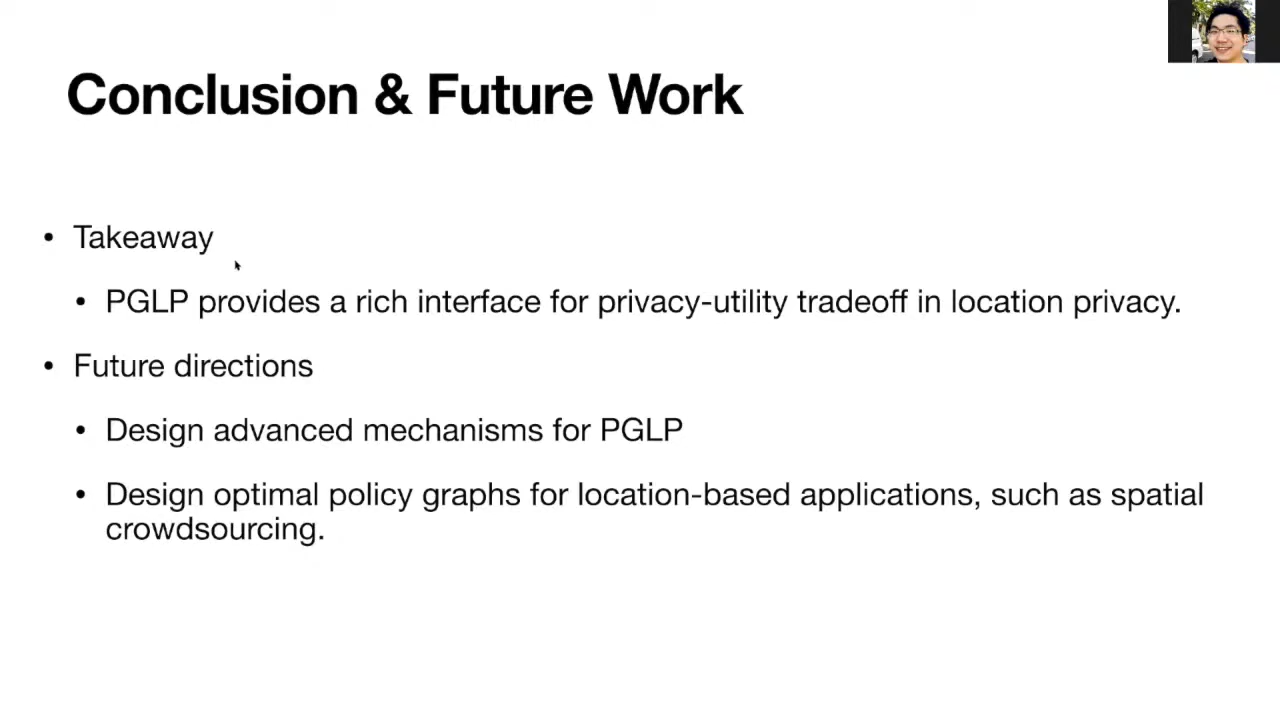 Conclusion & Future Work
• Takeaway
• PGLP provides a rich interface for privacy-utility tradeoff in location privacy.
• Future directions
• Design advanced mechanisms for PGLP
• Design optimal policy graphs for location-based applications, such as spatial
crowdsourcing.